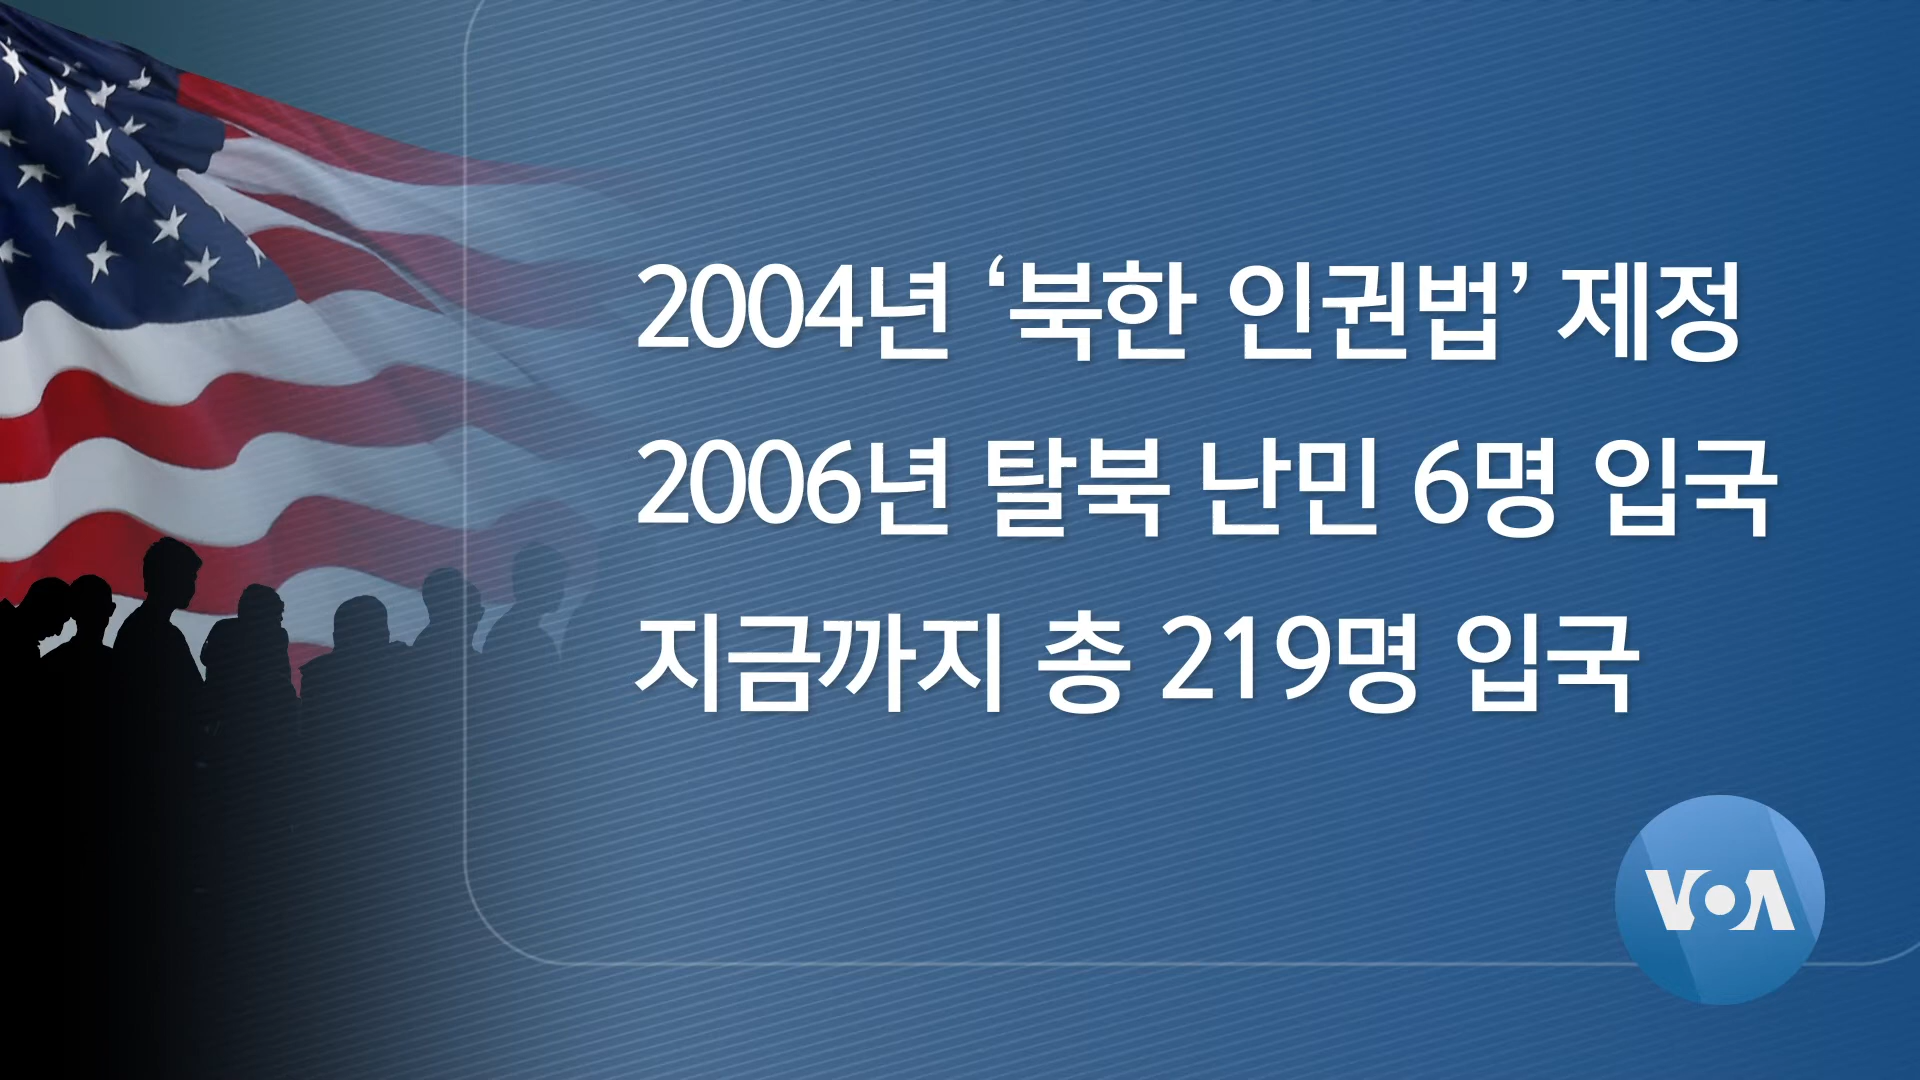 2004년 ‘북한 인권법’ 제정
2006년 탈북 난민 6명 입국
지금까지 총 219명 입국
VOA